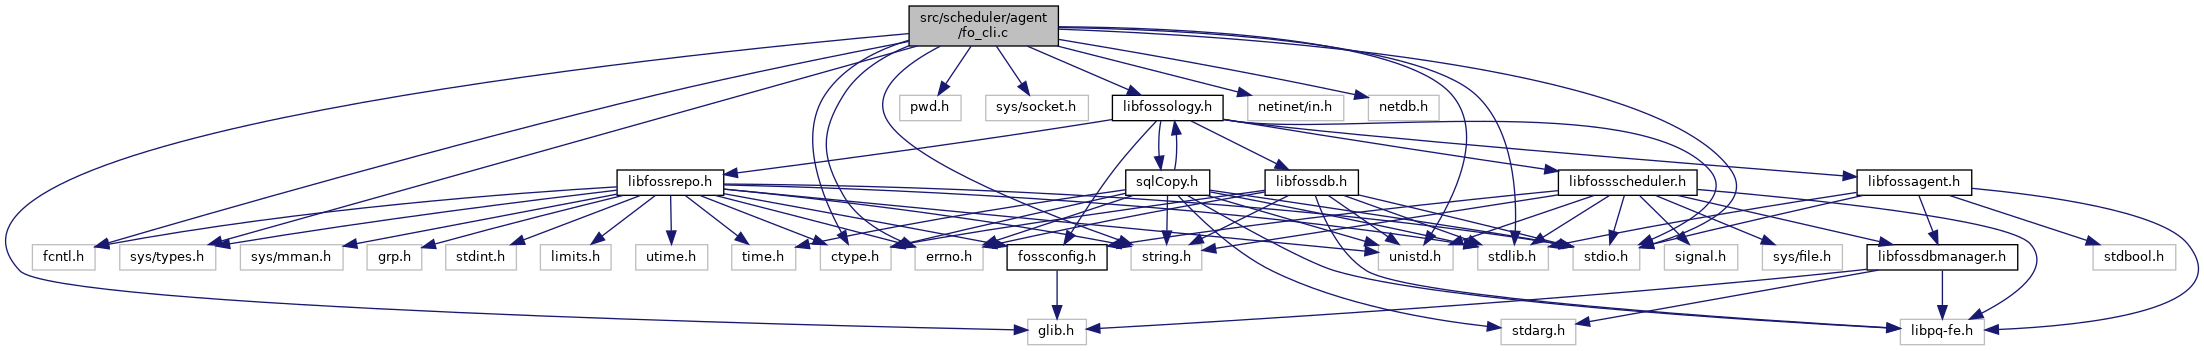 src/scheduler/agent
/fo_cli.c
pwd.h
sys/socket.h
libfossology.h
netinet/in.h
netdb.h
libfossrepo.h
sqlCopy.h
libfossdb.h
libfossscheduler.h
libfossagent.h
fcntl.h
sys/types.h
sys/mman.h
grp.h
stdint.h
limits.h
utime.h
time.h
ctype.h
errno.h
fossconfig.h
string.h
unistd.h
stdlib.h
stdio.h
signal.h
sys/file.h
libfossdbmanager.h
stdbool.h
glib.h
stdarg.h
libpq-fe.h